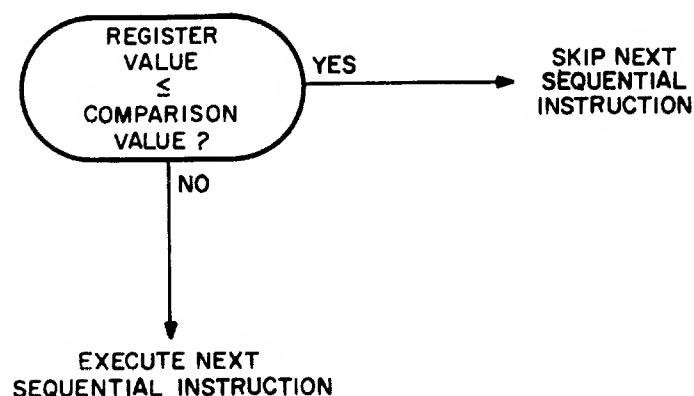 REGISTER
VALUE
≤
COMPARISON
VALUE ?
YES
SKIP NEXT
SEQUENTIAL
INSTRUCTION
NO
EXECUTE NEXT
SEQUENTIAL INSTRUCTION